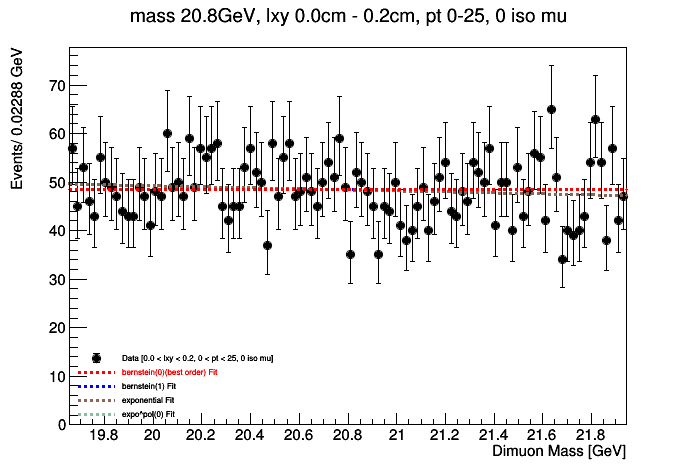 mass 20.8GeV, lxy 0.0cm - 0.2cm, pt 0-25, 0 iso mu
Events/ 0.02288 GeV
70
60
50
40
30
20
10
0
Data [0.0 < lxy < 0.2, 0 < pt < 25, 0 iso mu]
bernstein(0)(best order) Fit
bernstein(1) Fit
exponential Fit
expo*pol(0) Fit
19.8 20 20.2 20.4 20.6 20.8 21 21.2 21.4 21.6 21.8
Dimuon Mass [GeV]